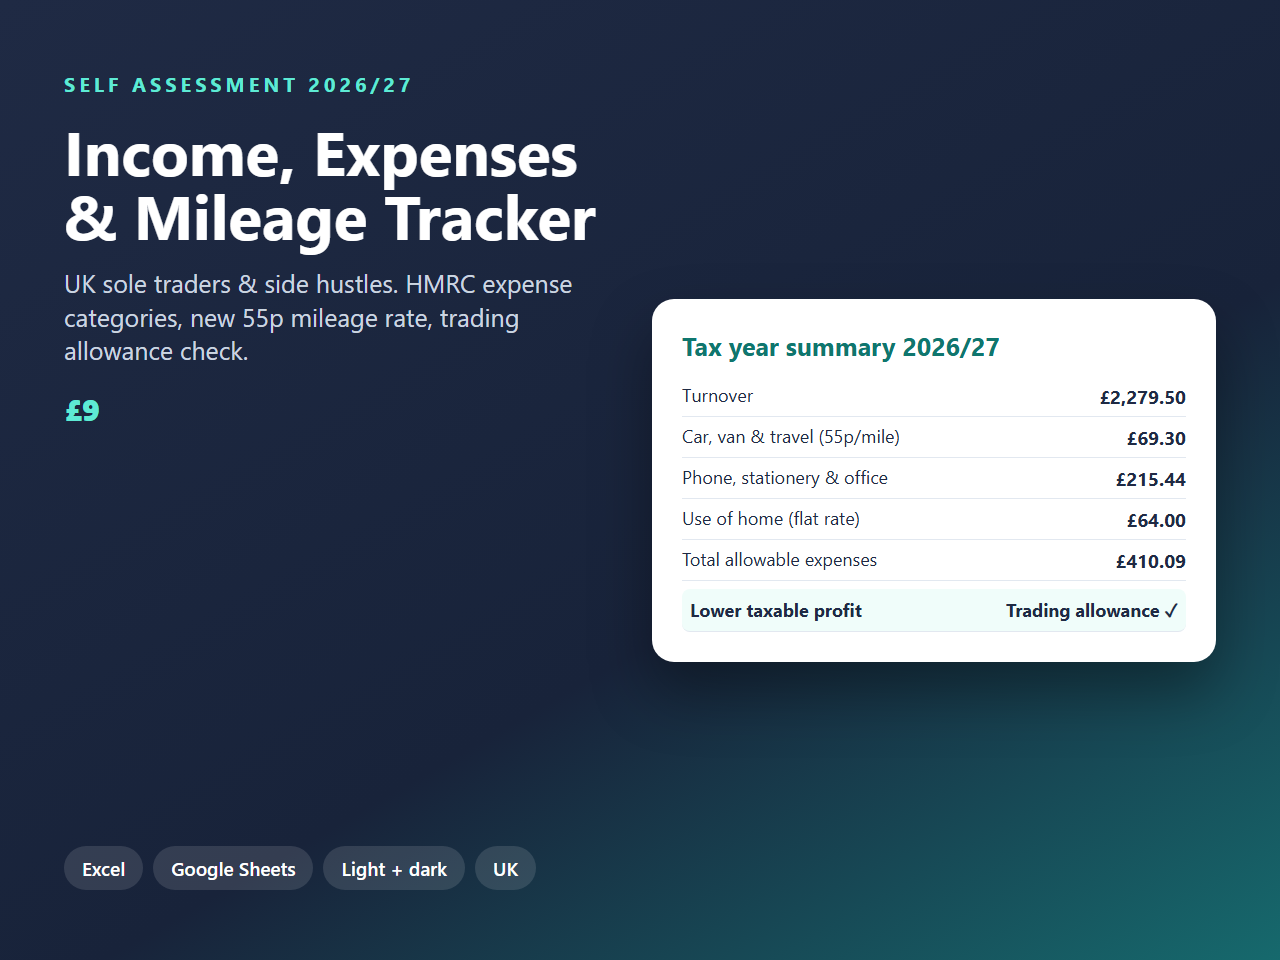 SELF ASSESSMENT 2026/27
Income, Expenses
& Mileage Tracker
UK sole traders & side hustles. HMRC expense
categories, new 55p mileage rate, trading
allowance check.
£9
Tax year summary 2026/27
Turnover £2,279.50
Car, van & travel (55p/mile) £69.30
Phone, stationery & office £215.44
Use of home (flat rate) £64.00
Total allowable expenses £410.09
Lower taxable profit Trading allowance ✓
Excel Google Sheets Light + dark UK